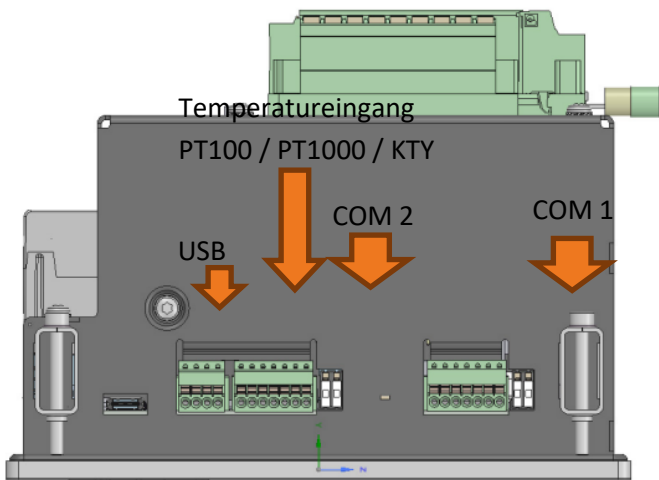 Temperatureingang
PT100 / PT1000 / KTY
COM 2
COM 1
USB